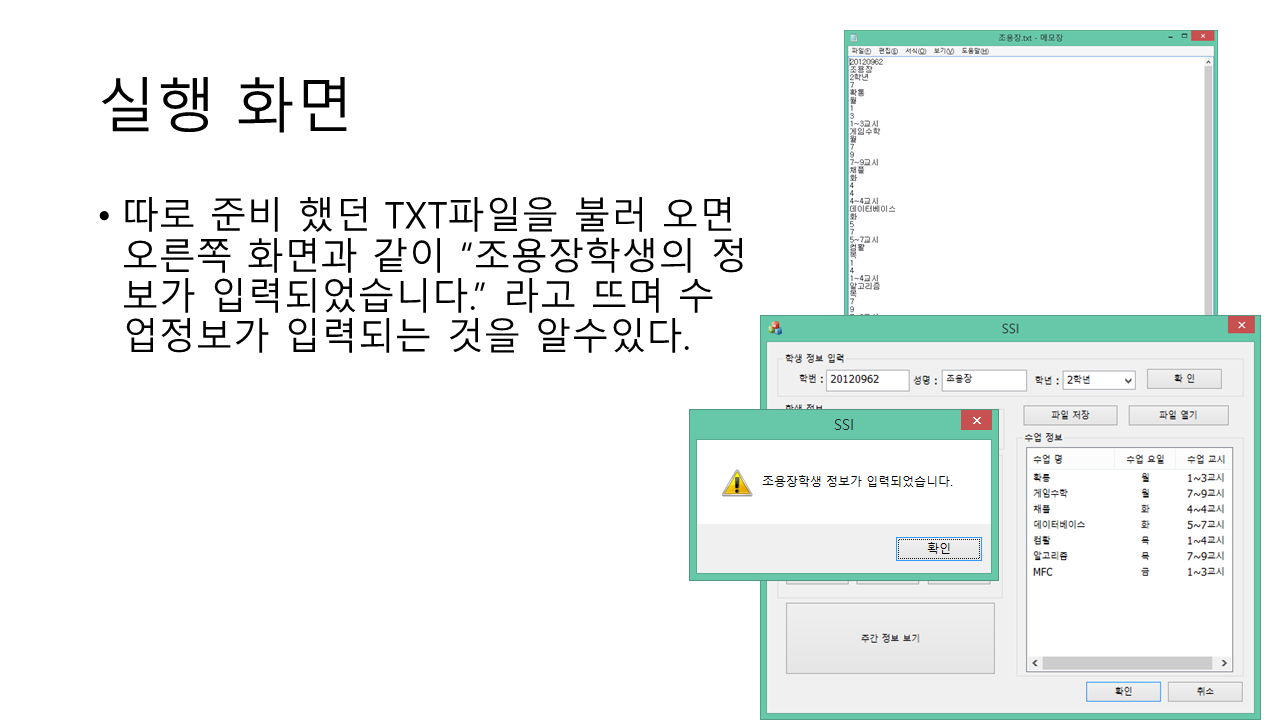 실행 화면
• 따로 준비 했던 TXT파일을 불러 오면
오른쪽 화면과 같이 “조용장학생의 정
보가 입력되었습니다.” 라고 뜨며 수
업정보가 입력되는 것을 알수있다.
조용장.txt - 메모장
파일(F) 편집(E) 서식(O) 보기(V) 도움말(H)
20120962
조용장
2학년
7
확통
월
1
3
1~3교시
게임수학
월
7
9
7~9교시
채플
화
4
4
4~4교시
데이터베이스
화
5
7
5~7교시
컴활
목
1
4
1~4교시
알고리즘
목
7
9
SSI
학생 정보 입력
학번 : 20120962 성명 : 조용장 학년 : 2학년 확 인
학생 정보
파일 저장 파일 열기
수업 정보
수업 명 수업 요일 수업 교시
확통 월 1~3교시
게임수학 월 7~9교시
채플 화 4~4교시
데이터베이스 화 5~7교시
컴활 목 1~4교시
알고리즘 목 7~9교시
MFC 금 1~3교시
SSI
조용장학생 정보가 입력되었습니다.
확인
주간 정보 보기
확인 취소